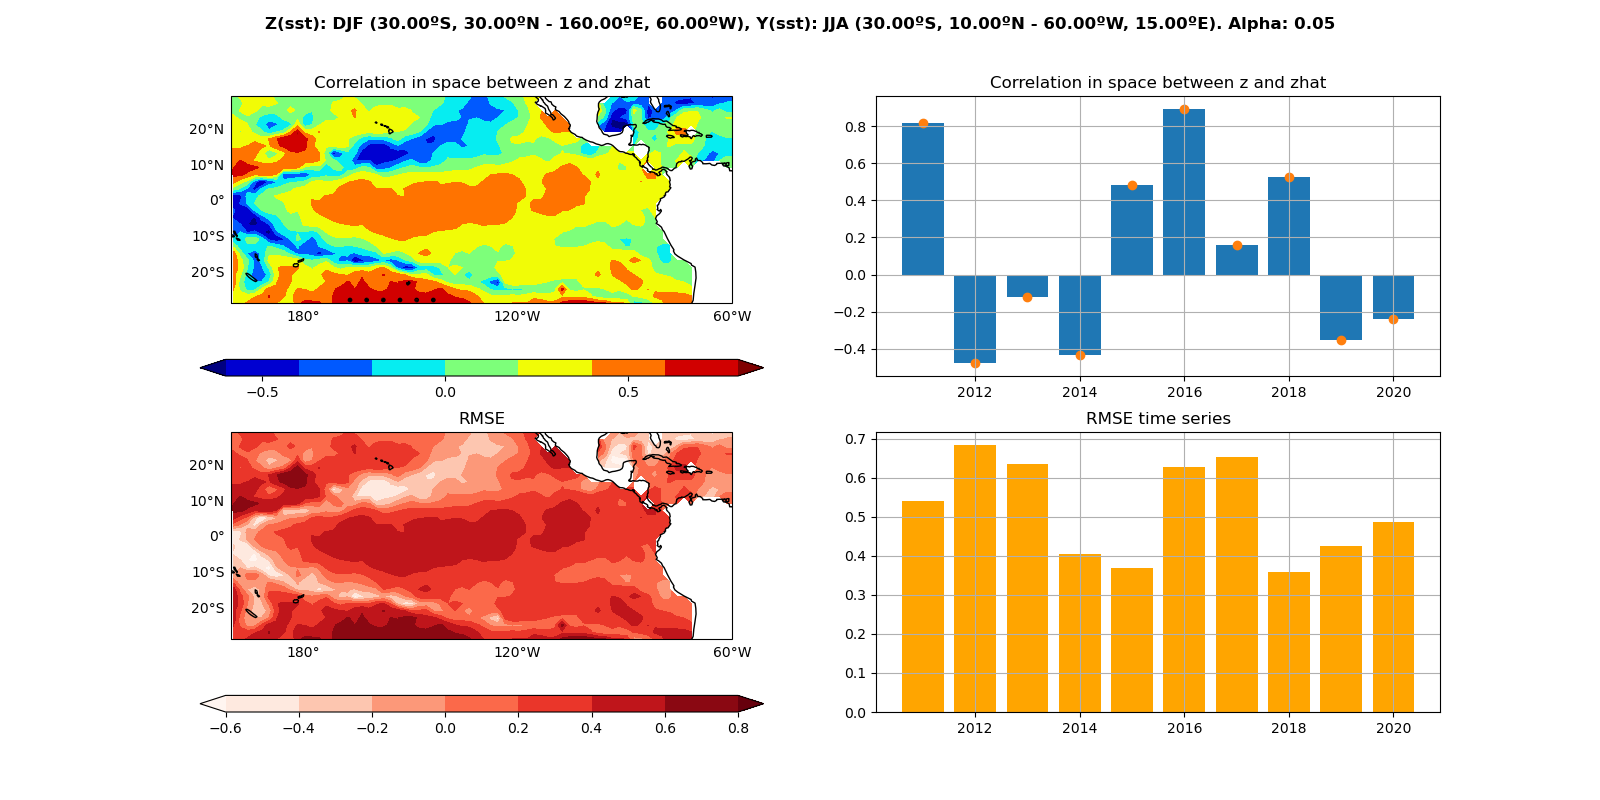 Z(sst): DJF (30.00ºS, 30.00ºN - 160.00ºE, 60.00ºW), Y(sst): JJA (30.00ºS, 10.00ºN - 60.00ºW, 15.00ºE). Alpha: 0.05
Correlation in space between z and zhat
20°N
10°N
0°
10°S
20°S
180°
120°W
60°W
−0.5
0.0
0.5
Correlation in space between z and zhat
0.8
0.6
0.4
0.2
0.0
−0.2
−0.4
2012
2014
2016
2018
2020
RMSE
20°N
10°N
0°
10°S
20°S
180°
120°W
60°W
−0.6
−0.4
−0.2
0.0
0.2
0.4
0.6
0.8
RMSE time series
0.7
0.6
0.5
0.4
0.3
0.2
0.1
0.0
2012
2014
2016
2018
2020